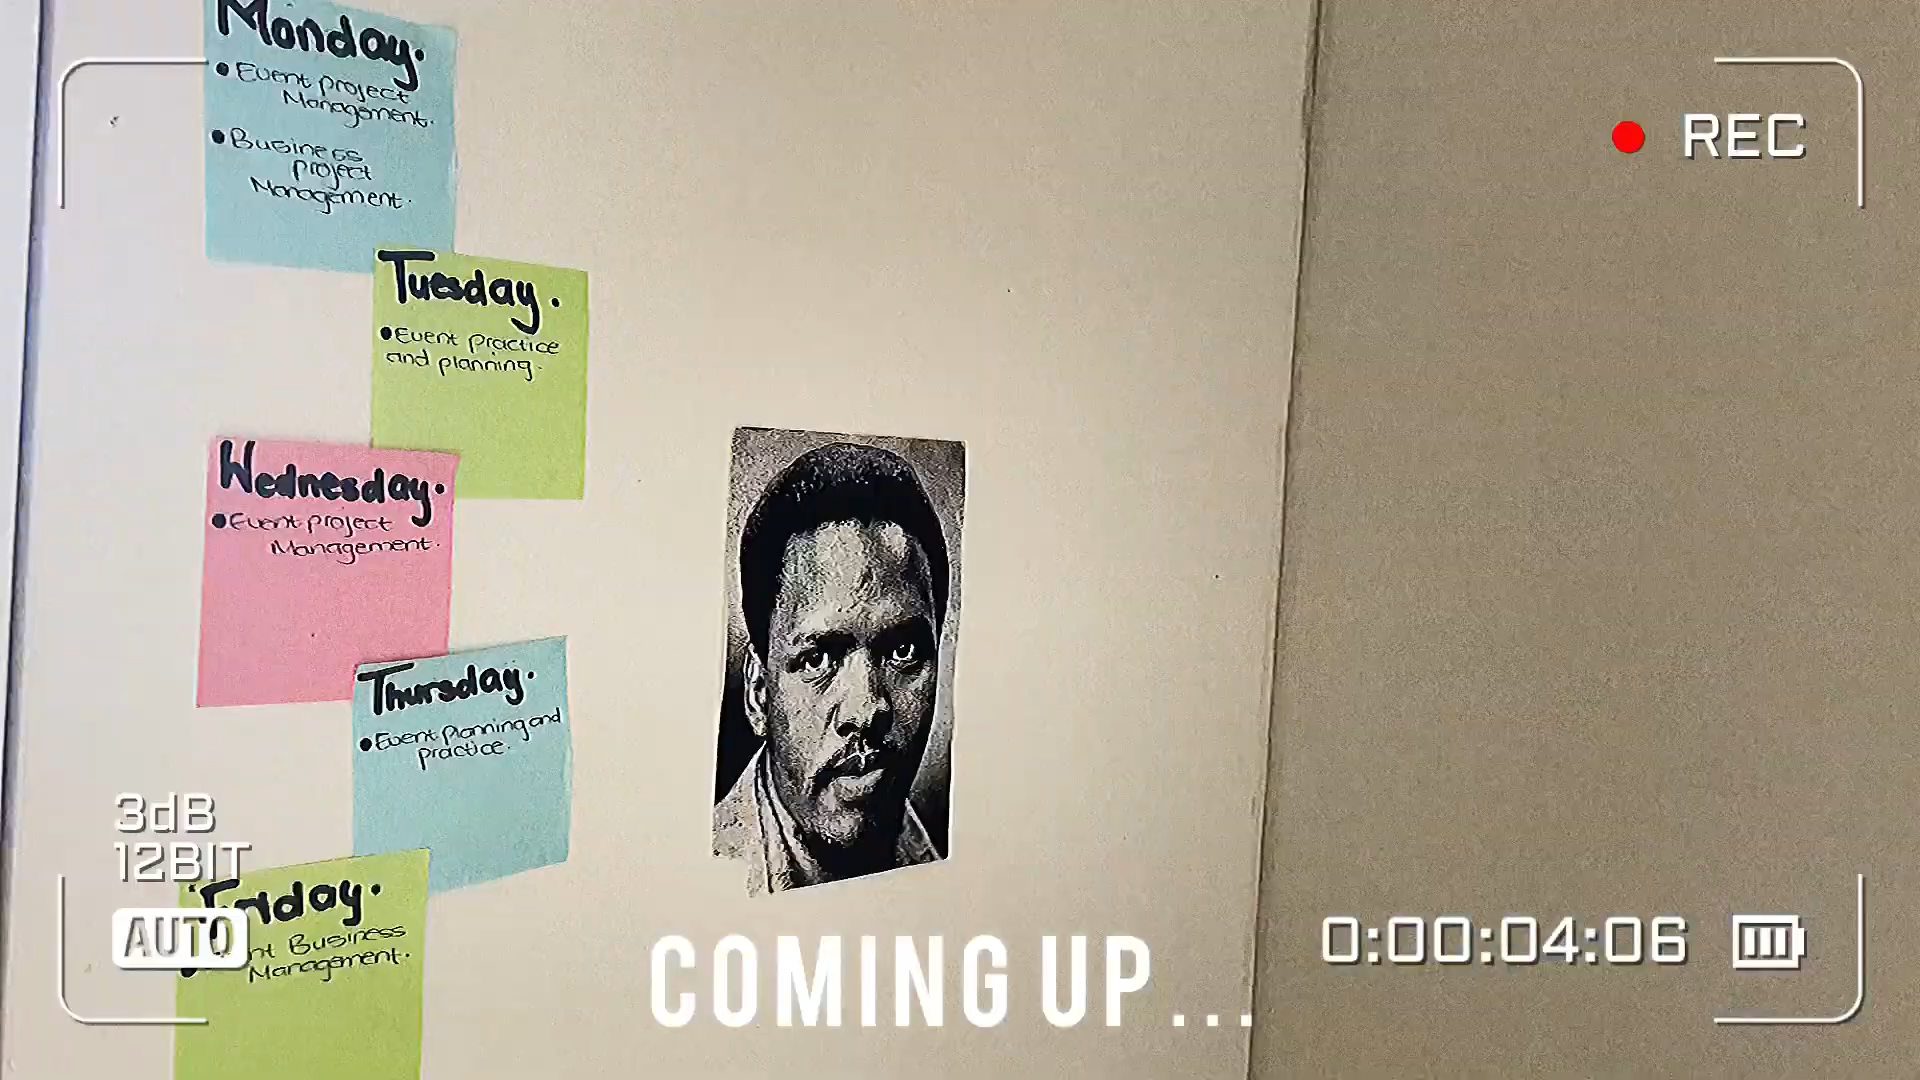 Monday.
• Event project
Management.
• Business
project
Management.
Tuesday.
• Event practice
and planning.
Wednesday.
• Event project
Management.
Thursday.
• Event Planning and
practice.
Friday.
Business
Management.
REC
3dB
12BIT
AUTO
0:00:04:06
COMING UP...